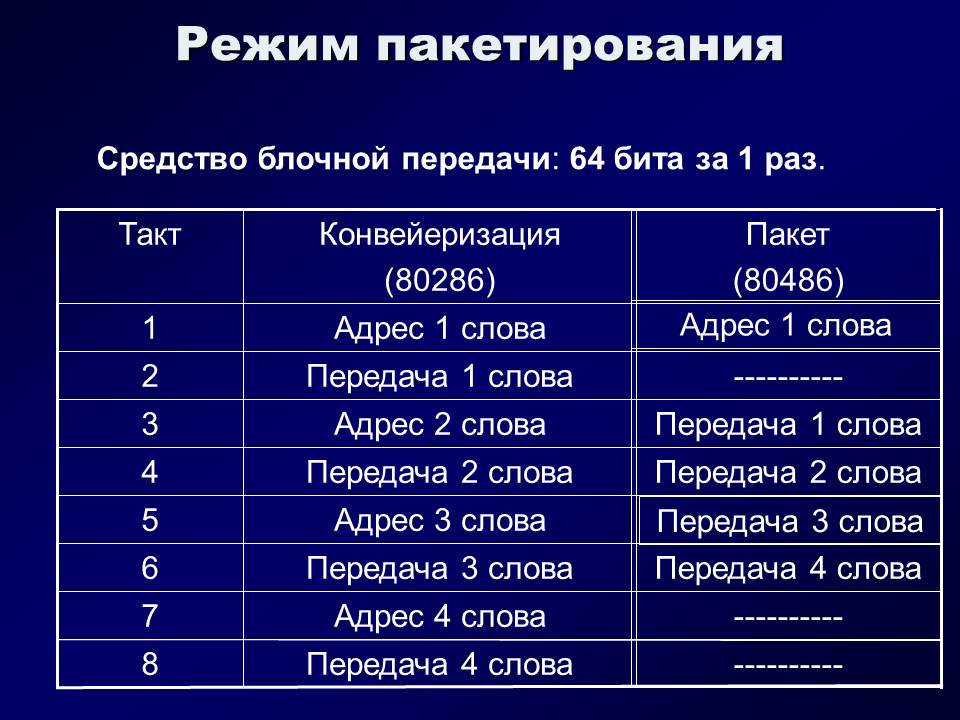 Режим пакетирования
Средство блочной передачи: 64 бита за 1 раз.
Такт Конвейеризация Пакет
(80286) (80486)
1 Адрес 1 слова Адрес 1 слова
2 Передача 1 слова ----------
3 Адрес 2 слова Передача 1 слова
4 Передача 2 слова Передача 2 слова
5 Адрес 3 слова Передача 3 слова
6 Передача 3 слова Передача 4 слова
7 Адрес 4 слова ----------
8 Передача 4 слова ----------